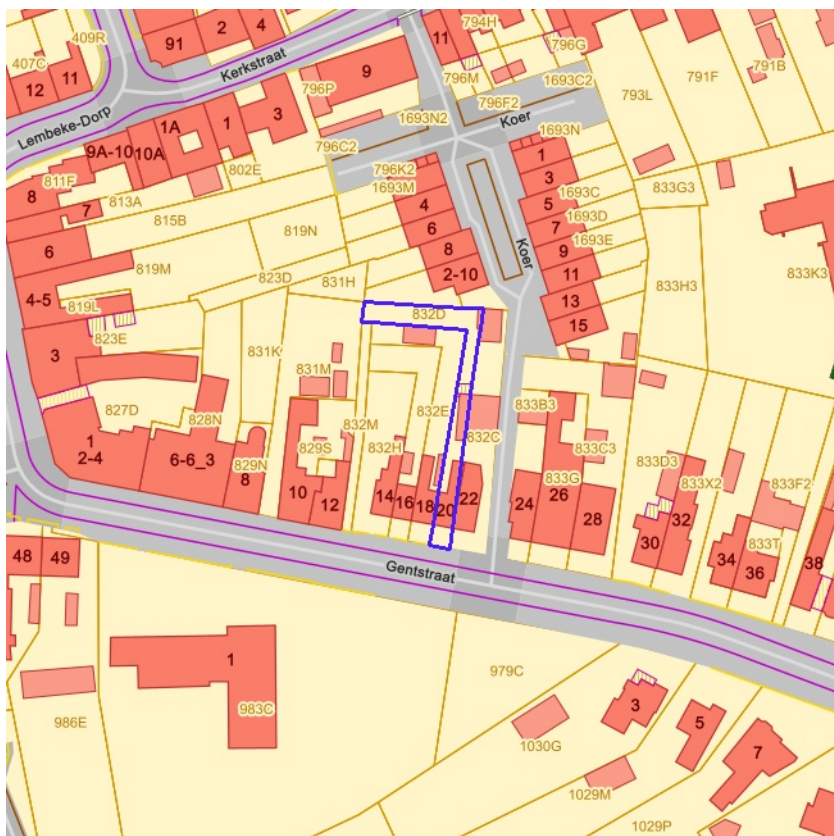 409R
91
2
4
407C
12
11
Kerkstraat
796P
9
11
794H
796M
796G
1693C2
796F2
791F
791B
793L
Lembeke-Dorp
9A-10
10A
1A
1
3
1693N2
Koer
1693N
796C2
796K2
1693M
802E
811F
813A
8
7
815B
819N
6
819M
4-5
819L
823D
831H
823E
3
4
6
8
2-10
Koer
1
3
5
7
9
11
13
15
1693C
1693D
1693E
833G3
833K3
833H3
832D
831K
831M
827D
828N
829N
829S
832M
832H
832E
832C
833B3
833C3
833G
833D3
833X2
833F2
833T
1
2-4
6-6_3
8
10
12
14
16
18
20
22
24
26
28
30
32
34
36
38
Gentstraat
48
49
1
983C
986E
979C
3
5
7
1030G
1029M
1029P